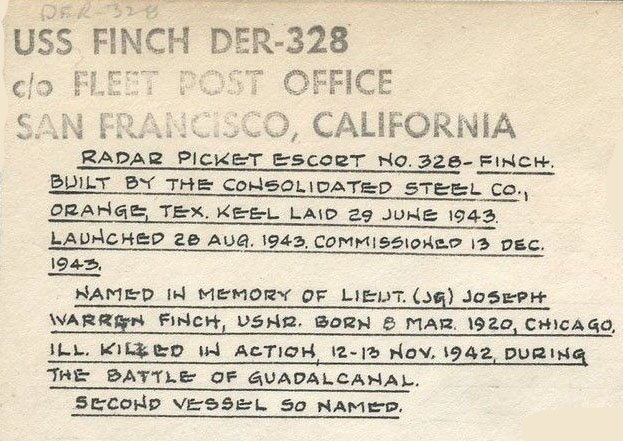 DER-328
USS FINCH DER-328
c/o FLEET POST OFFICE
SAN FRANCISCO, CALIFORNIA
RADAR PICKET ESCORT NO. 328- FINCH.
BUILT BY THE CONSOLIDATED STEEL CO.,
ORANGE, TEX. KEEL LAID 29 JUNE 1943.
LAUNCHED 28 AUG. 1943. COMMISSIONED 13 DEC.
1943.
NAMED IN MEMORY OF LIEUT. (JG) JOSEPH
WARREN FINCH, USNR. BORN 8 MAR. 1920, CHICAGO,
ILL. KILLED IN ACTION, 12-13 NOV. 1942, DURING
THE BATTLE OF GUADALCANAL.
SECOND VESSEL SO NAMED.